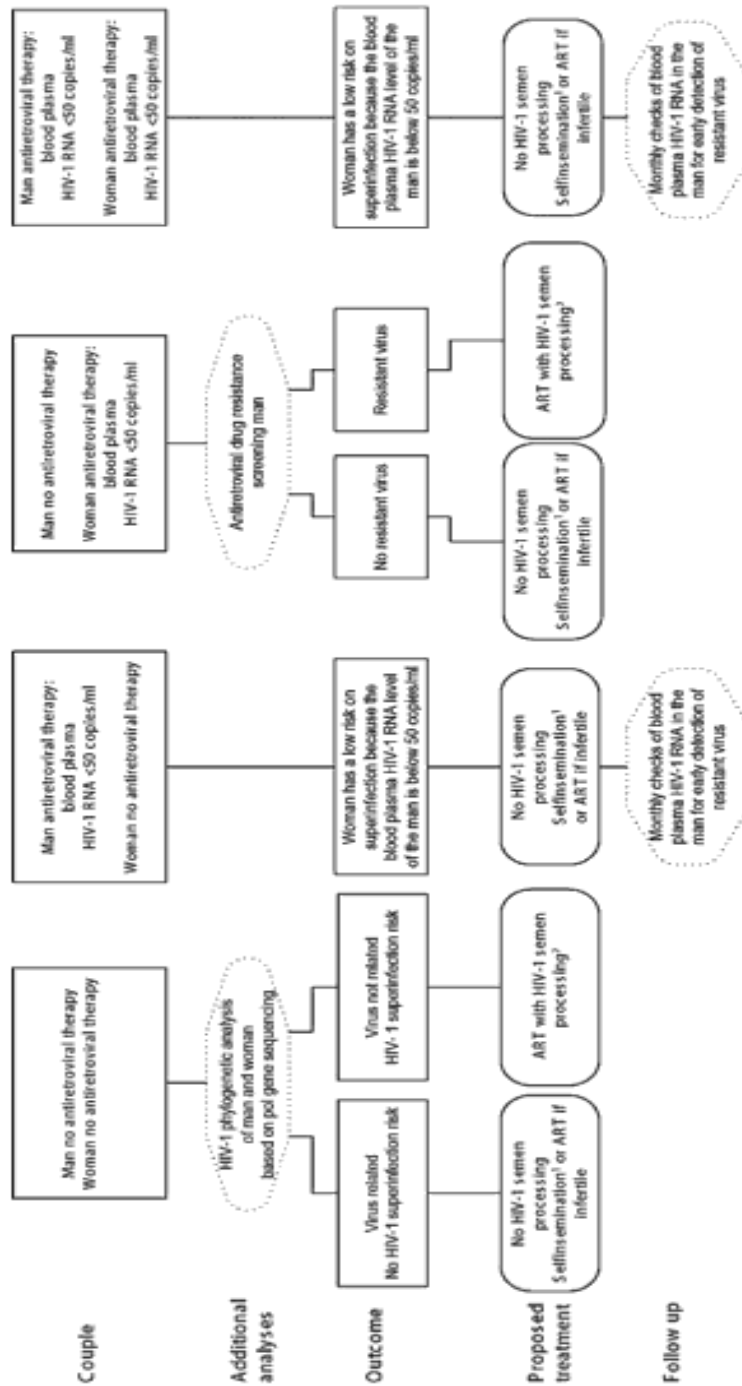 Couple
Man no antiretroviral therapy
Woman no antiretroviral therapy
Man antiretroviral therapy:
blood plasma
HIV-1 RNA <50 copies/ml
Woman no antiretroviral therapy
Man no antiretroviral therapy
Woman antiretroviral therapy:
blood plasma
HIV-1 RNA <50 copies/ml
Man antiretroviral therapy:
blood plasma
HIV-1 RNA <50 copies/ml
Woman antiretroviral therapy:
blood plasma
HIV-1 RNA <50 copies/ml
Additional
analyses
HIV-1 phylogenetic analysis
of man and woman
based on pol gene sequencing
Antiretroviral drug resistance
screening man
Outcome
Virus related
No HIV-1 superinfection risk
Virus not related
HIV- 1 superinfection risk
Woman has a low risk on
superinfection because the
blood plasma HIV-1 RNA level
of the man is below 50 copies/ml
No resistant virus
Resistant virus
Woman has a low risk on
superinfection because the blood
plasma HIV-1 RNA level of the
man is below 50 copies/ml
Proposed
treatment
No HIV-1 semen
processing
Selfinsemination¹ or ART if
infertile
ART with HIV-1 semen
processing²
No HIV-1 semen
processing
Selfinsemination¹
or ART if infertile
No HIV-1 semen
processing
Selfinsemination¹ or ART if
infertile
ART with HIV-1 semen
processing²
No HIV-1 semen
processing
Selfinsemination¹ or ART if
infertile
Follow up
Monthly checks of blood
plasma HIV-1 RNA in the
man for early detection of
resistant virus
Monthly checks of blood
plasma HIV-1 RNA in the
man for early detection of
resistant virus